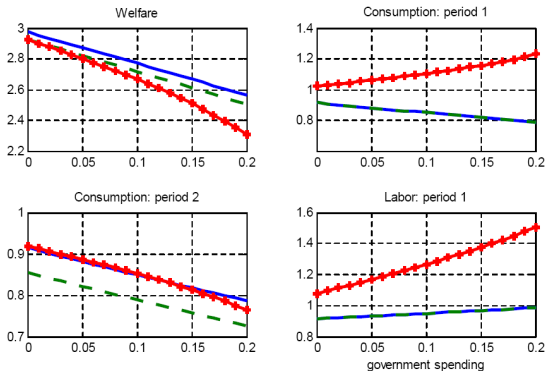 Welfare
3
2.8
2.6
2.4
2.2
0 0.05 0.1 0.15 0.2
Consumption: period 1
1.4
1.2
1
0.8
0 0.05 0.1 0.15 0.2
Consumption: period 2
1
0.9
0.8
0.7
0 0.05 0.1 0.15 0.2
Labor: period 1
1.6
1.4
1.2
1
0.8
0 0.05 0.1 0.15 0.2
government spending